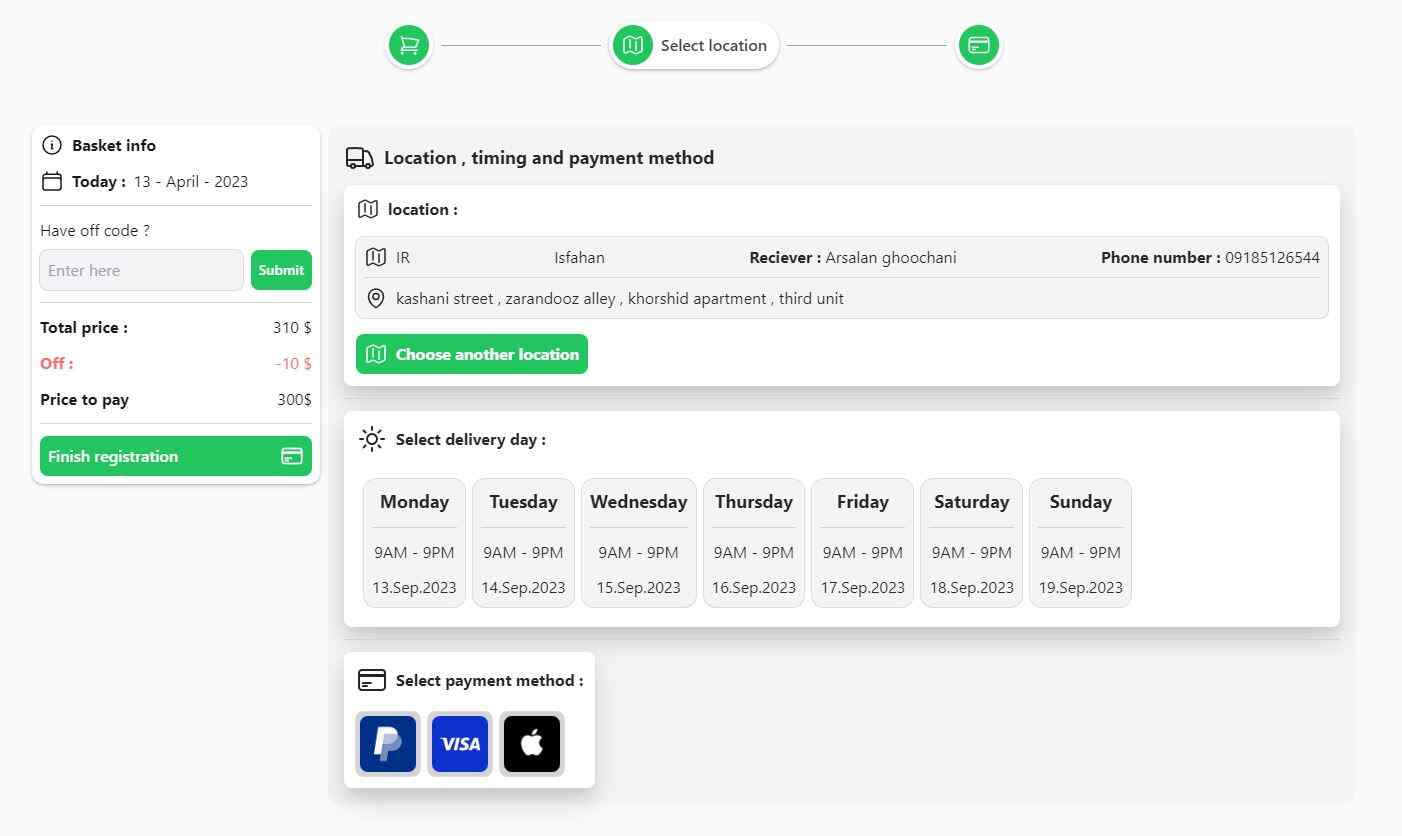 Select location
Basket info
Today : 13 - April - 2023
Have off code ?
Enter here
Submit
Total price : 310 $
Off : -10 $
Price to pay 300$
Finish registration
Location , timing and payment method
location :
IR Isfahan Reciever : Arsalan ghoochani Phone number : 09185126544
kashani street , zarandooz alley , khorshid apartment , third unit
Choose another location
Select delivery day :
Monday Tuesday Wednesday Thursday Friday Saturday Sunday
9AM - 9PM 9AM - 9PM 9AM - 9PM 9AM - 9PM 9AM - 9PM 9AM - 9PM 9AM - 9PM
13.Sep.2023 14.Sep.2023 15.Sep.2023 16.Sep.2023 17.Sep.2023 18.Sep.2023 19.Sep.2023
Select payment method :
VISA